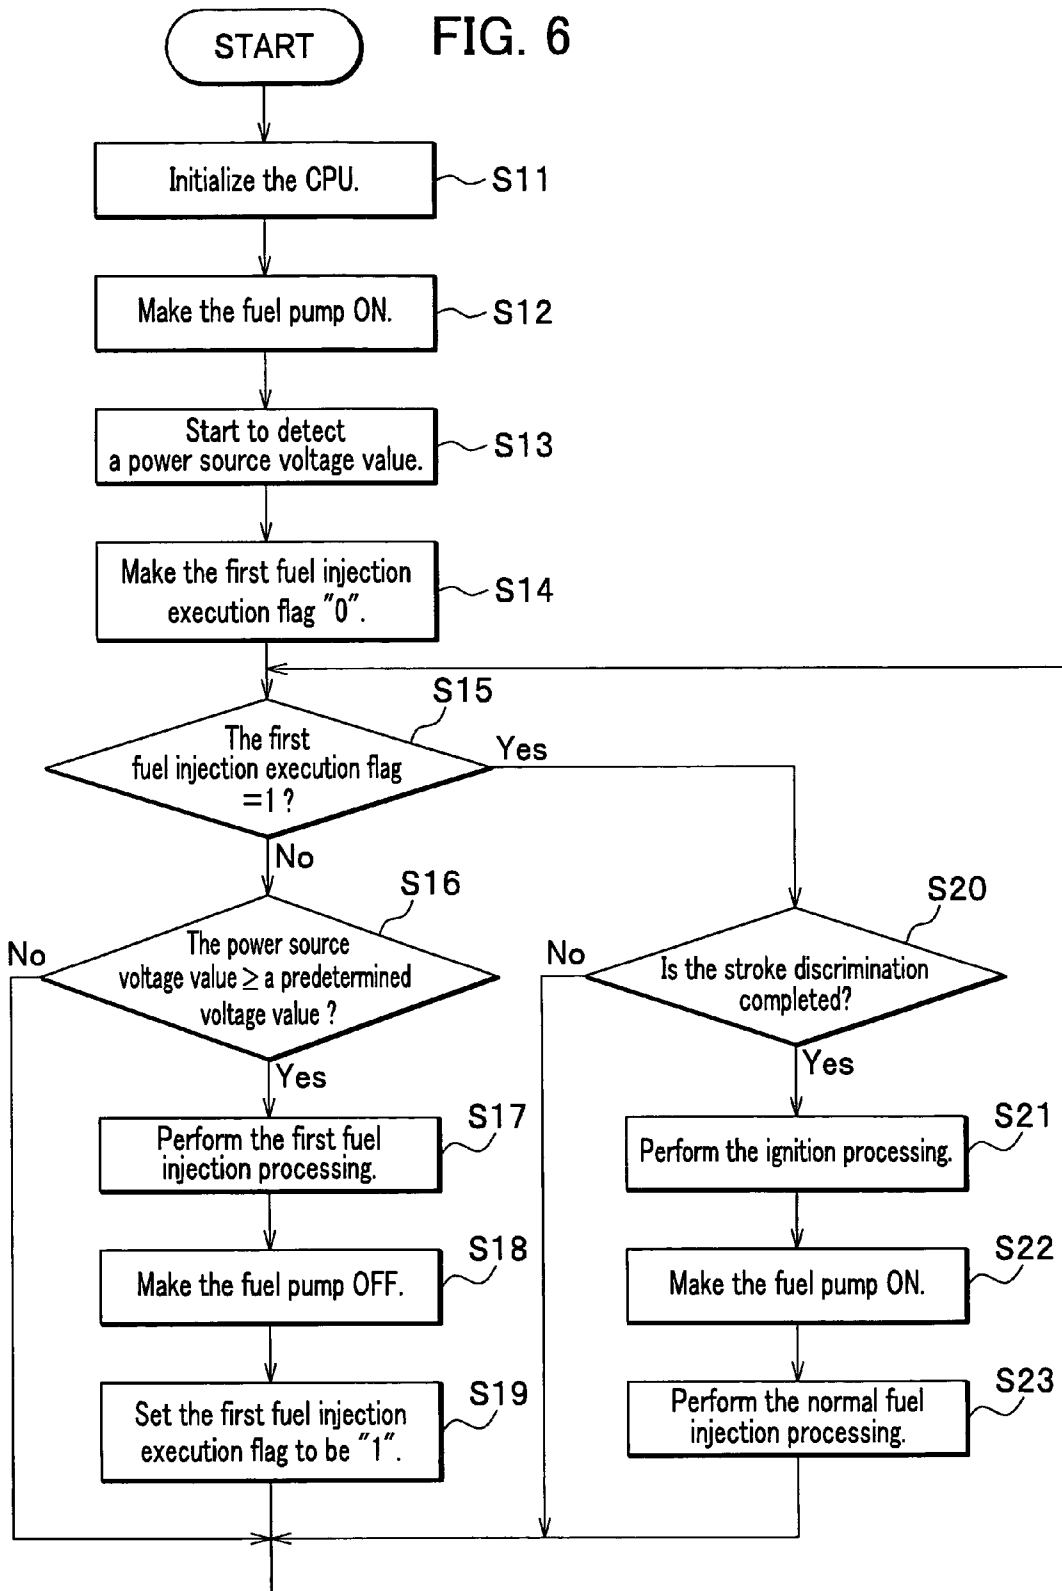 FIG. 6
START
Initialize the CPU.
S11
Make the fuel pump ON.
S12
Start to detect
a power source voltage value.
S13
Make the first fuel injection
execution flag "0".
S14
S15
The first
fuel injection execution flag
=1 ?
Yes
No
S16
The power source
voltage value ≥ a predetermined
voltage value ?
No
Yes
S20
Is the stroke discrimination
completed?
No
Yes
S17
Perform the first fuel
injection processing.
S21
Perform the ignition processing.
S18
Make the fuel pump OFF.
S22
Make the fuel pump ON.
S19
Set the first fuel injection
execution flag to be "1".
S23
Perform the normal fuel
injection processing.